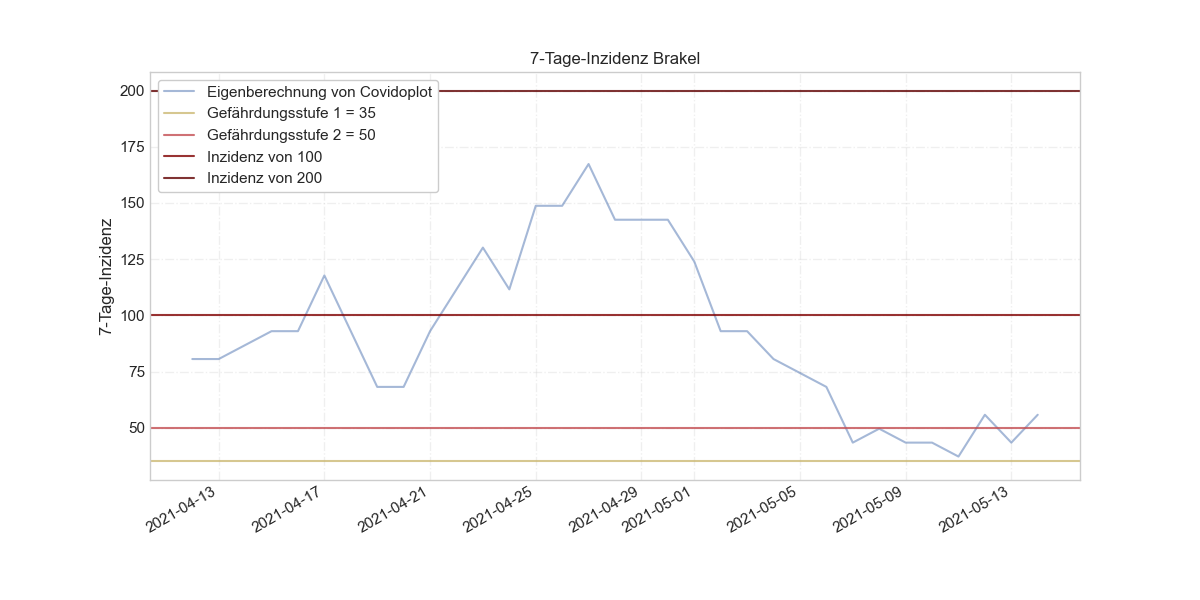 7-Tage-Inzidenz Brakel
Eigenberechnung von Covidoplot
Gefährdungsstufe 1 = 35
Gefährdungsstufe 2 = 50
Inzidenz von 100
Inzidenz von 200
7-Tage-Inzidenz
200
175
150
125
100
75
50
2021-04-13
2021-04-17
2021-04-21
2021-04-25
2021-04-29
2021-05-01
2021-05-05
2021-05-09
2021-05-13